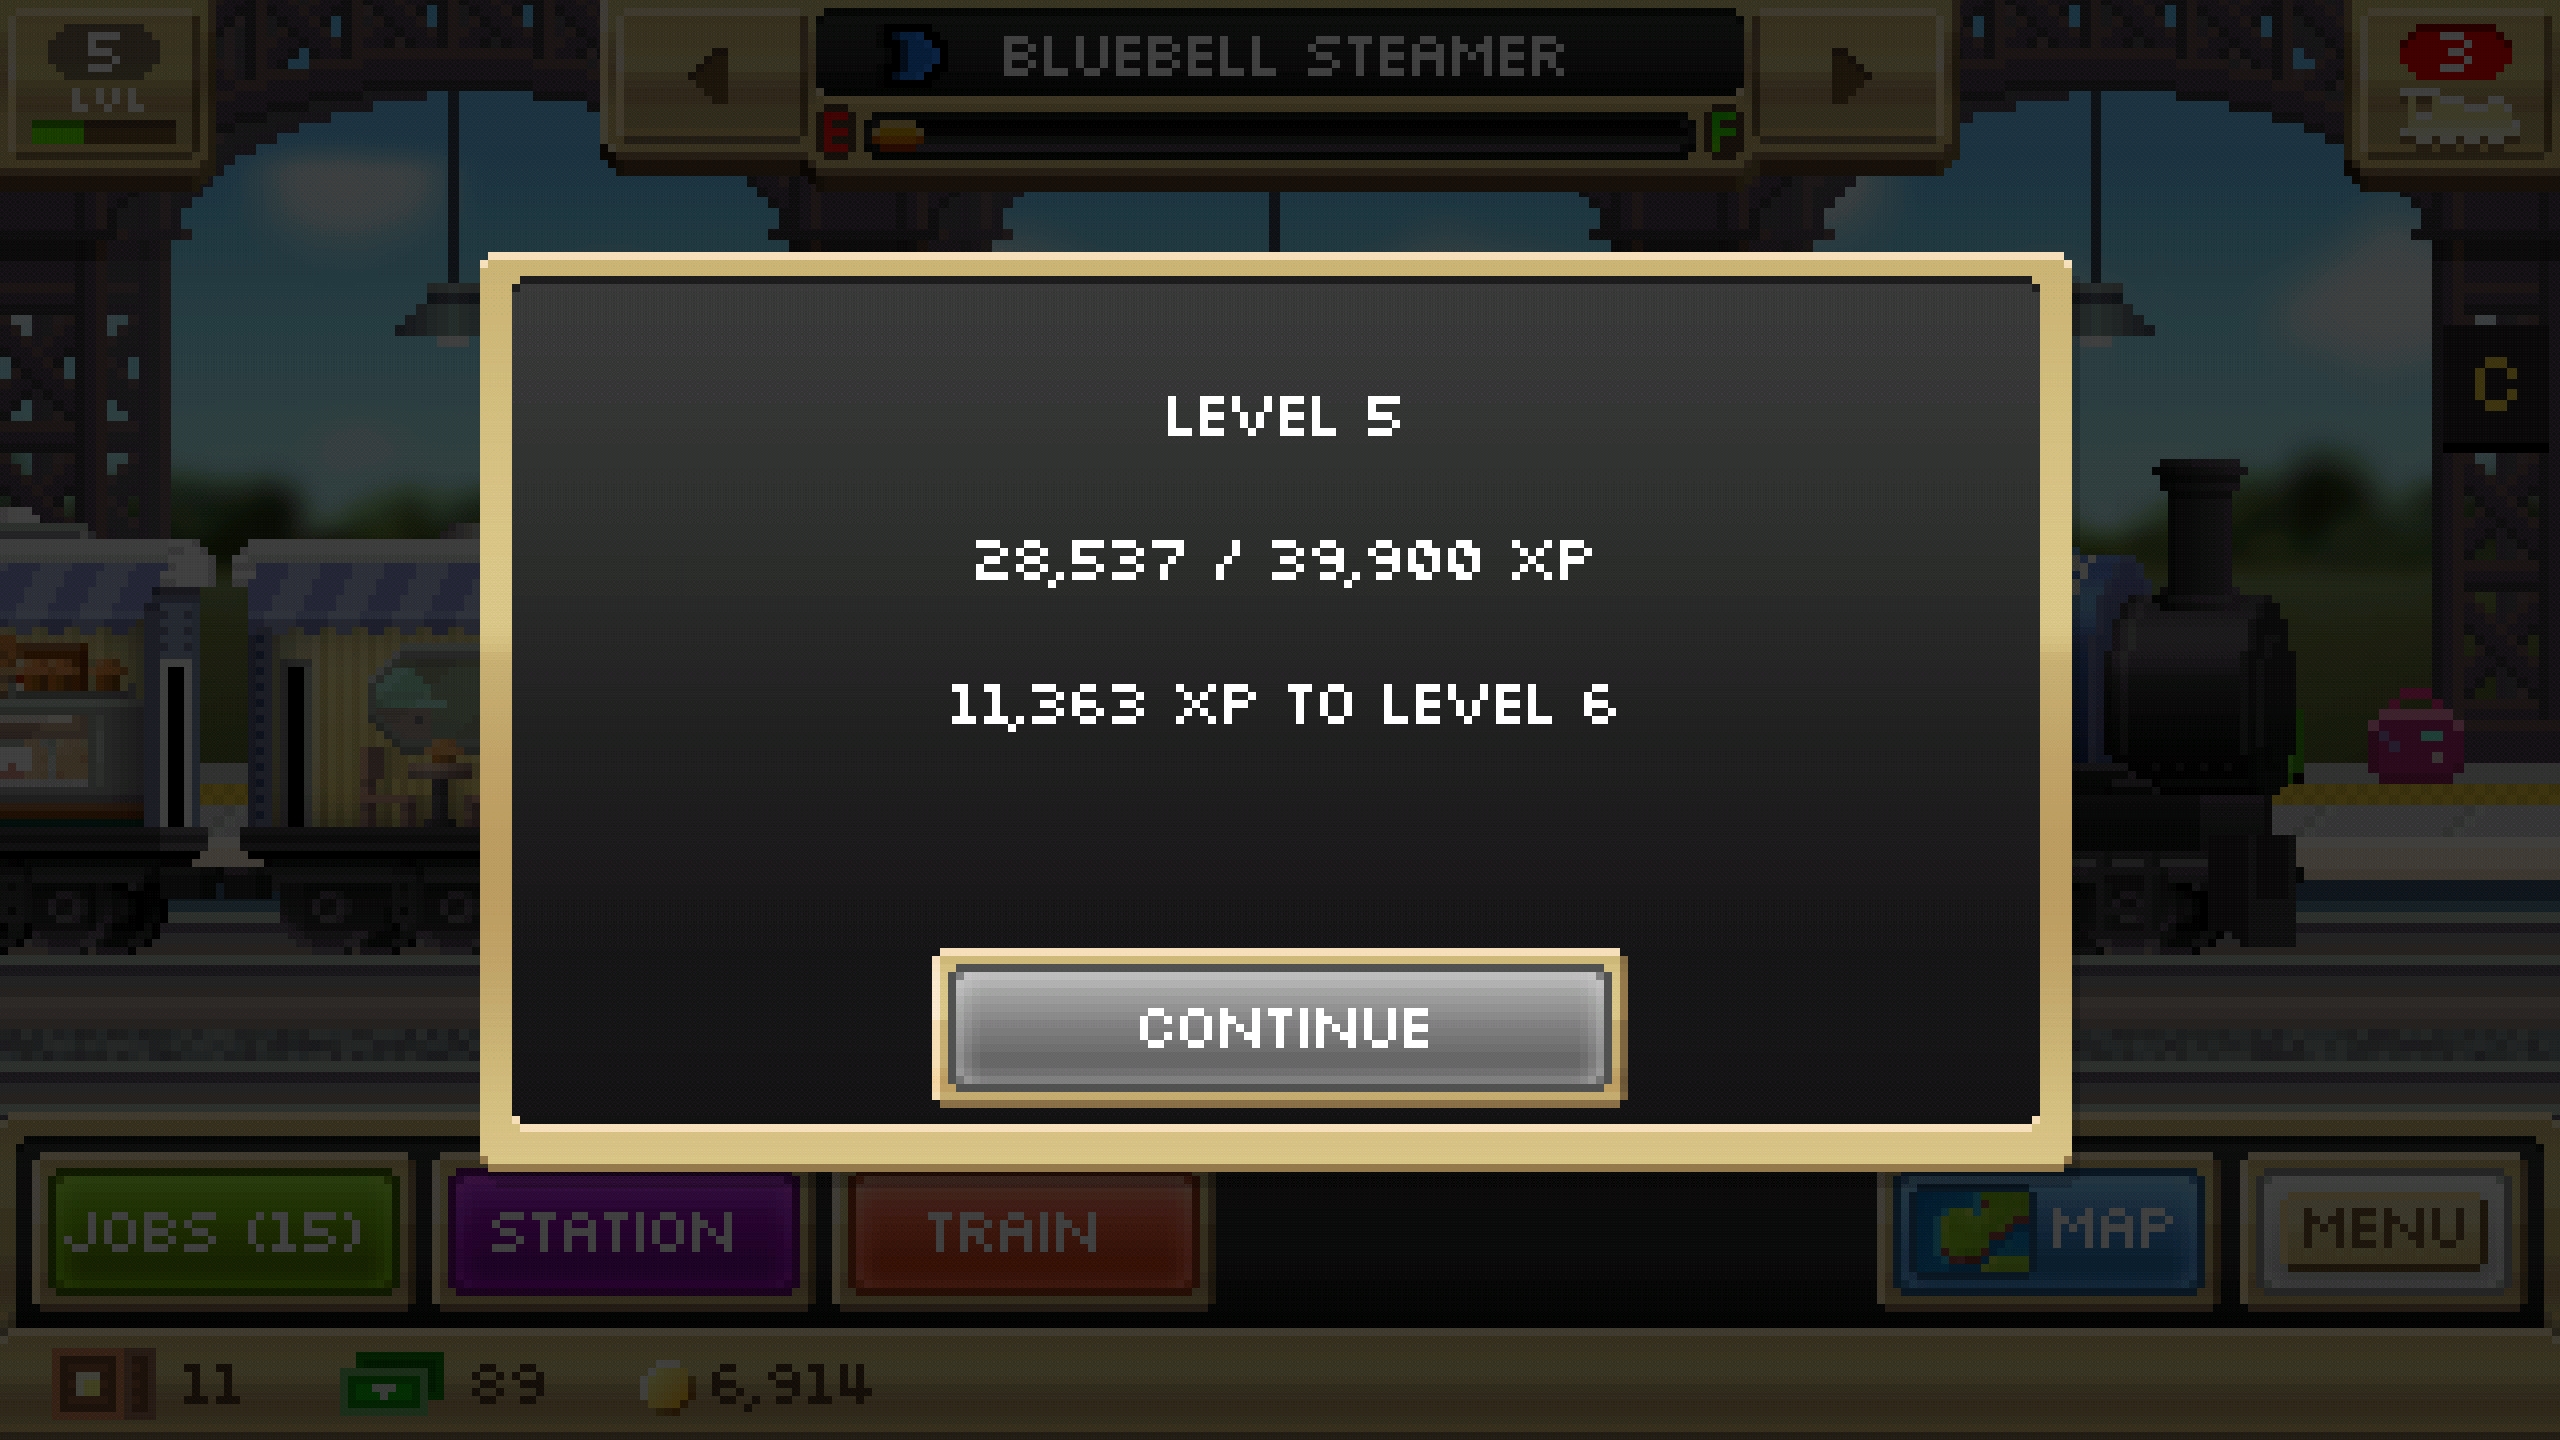 5
LVL
BLUEBELL STEAMER
E
F
3
C
LEVEL 5
28,537 / 39,900 XP
11,363 XP TO LEVEL 6
CONTINUE
JOBS (15)
STATION
TRAIN
MAP
MENU
11
89
6,914